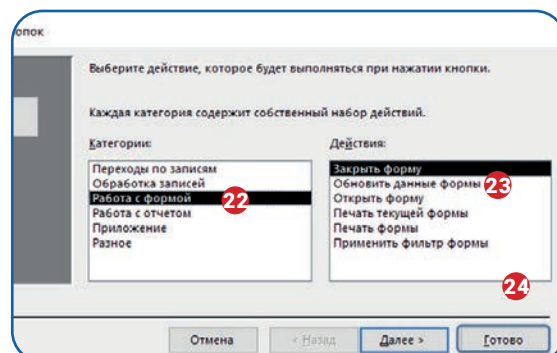 опок
Выберите действие, которое будет выполняться при нажатии кнопки.
Каждая категория содержит собственный набор действий.
Категории:
Действия:
Переходы по записям
Обработка записей
Работа с формой
22
Работа с отчетом
Приложение
Разное
Закрыть форму
Обновить данные формы
23
Открыть форму
Печать текущей формы
Печать формы
Применить фильтр формы
24
Отмена
< Назад
Далее >
Готово